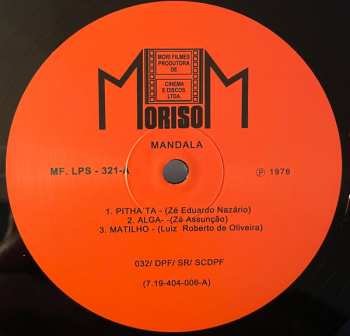 MORI FILMES
PRODUTORA
DE
CINEMA
E DISCOS
LTDA.
MORISOM
MANDALA
MF. LPS - 321-A
Ⓟ 1976
1. PITHA´TA - (Zé Eduardo Nazário)
2. ALGA- -(Zé Assunção)
3. MATILHO - (Luiz Roberto de Oliveira)
032/ DPF/ SR/ SCDPF
(7.19-404-006-A)